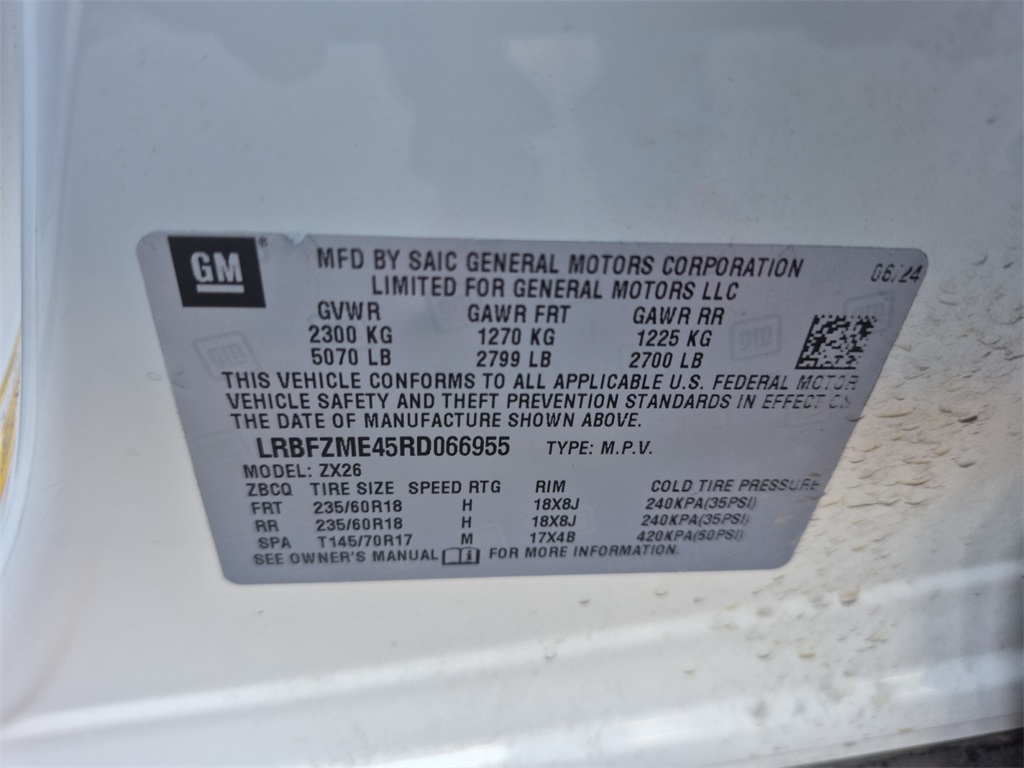 GM
MFD BY SAIC GENERAL MOTORS CORPORATION
LIMITED FOR GENERAL MOTORS LLC
06/24
GVWR GAWR FRT GAWR RR
2300 KG 1270 KG 1225 KG
5070 LB 2799 LB 2700 LB
THIS VEHICLE CONFORMS TO ALL APPLICABLE U.S. FEDERAL MOTOR
VEHICLE SAFETY AND THEFT PREVENTION STANDARDS IN EFFECT ON
THE DATE OF MANUFACTURE SHOWN ABOVE.
LRBFZME45RD066955 TYPE: M.P.V.
MODEL: ZX26
ZBCQ TIRE SIZE SPEED RTG RIM COLD TIRE PRESSURE
FRT 235/60R18 H 18X8J 240KPA(35PSI)
RR 235/60R18 H 18X8J 240KPA(35PSI)
SPA T145/70R17 M 17X4B 420KPA(60PSI)
SEE OWNER'S MANUAL FOR MORE INFORMATION.